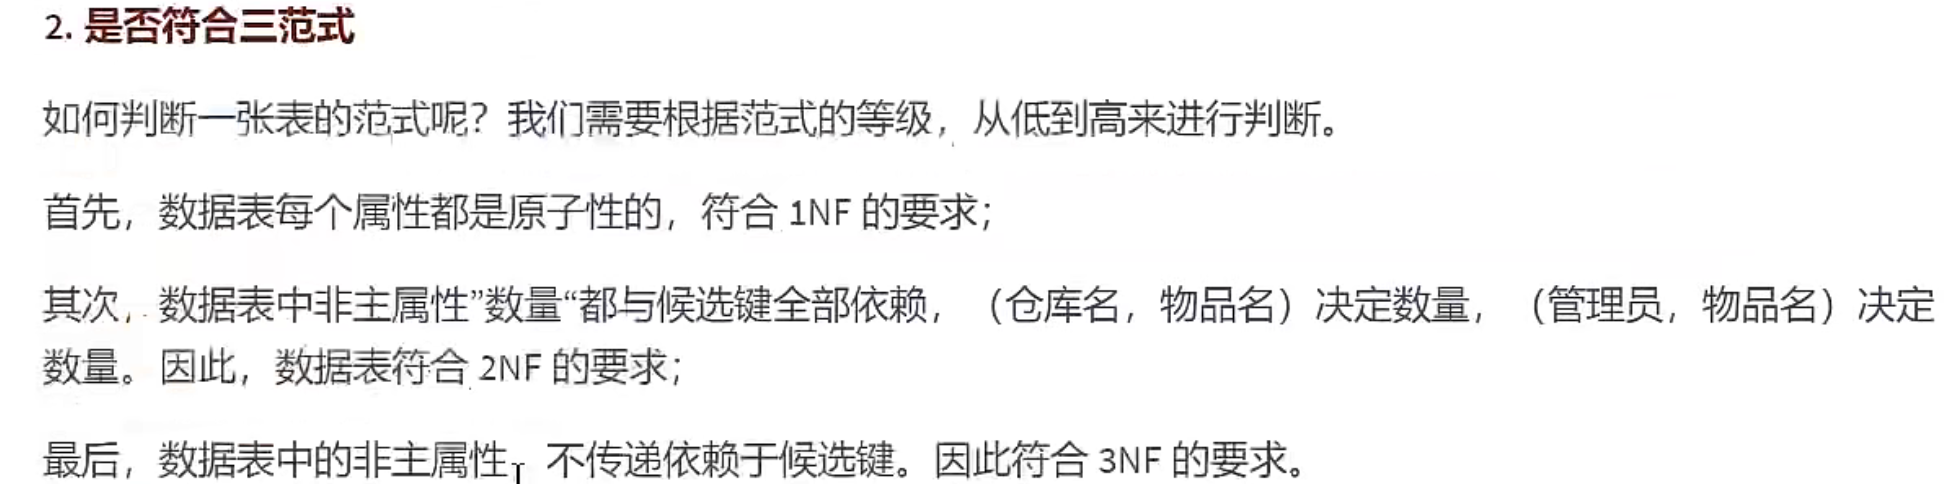 2. 是否符合三范式
如何判断一张表的范式呢？我们需要根据范式的等级，从低到高来进行判断。
首先，数据表每个属性都是原子性的，符合 1NF 的要求；
其次，数据表中非主属性”数量“都与候选键全部依赖，（仓库名，物品名）决定数量，（管理员，物品名）决定
数量。因此，数据表符合 2NF 的要求；
最后，数据表中的非主属性，不传递依赖于候选键。因此符合 3NF 的要求。